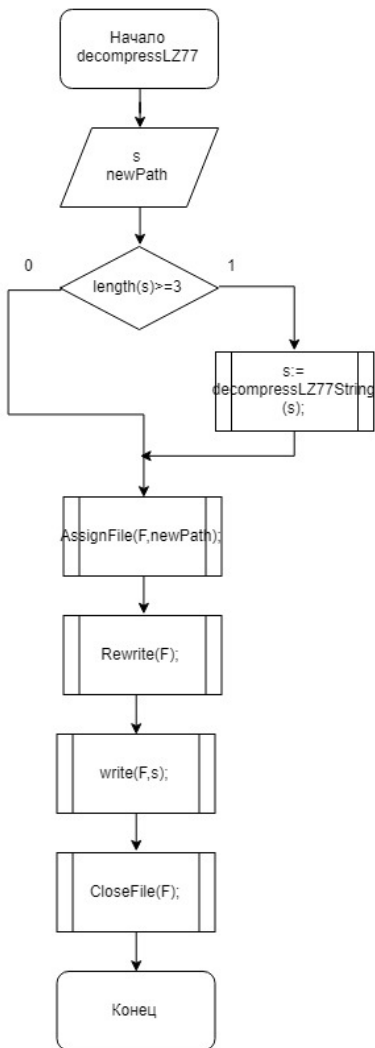 Начало
decompressLZ77
s
newPath
0
1
length(s)>=3
s:=
decompressLZ77String
(s);
AssignFile(F,newPath);
Rewrite(F);
write(F,s);
CloseFile(F);
Конец